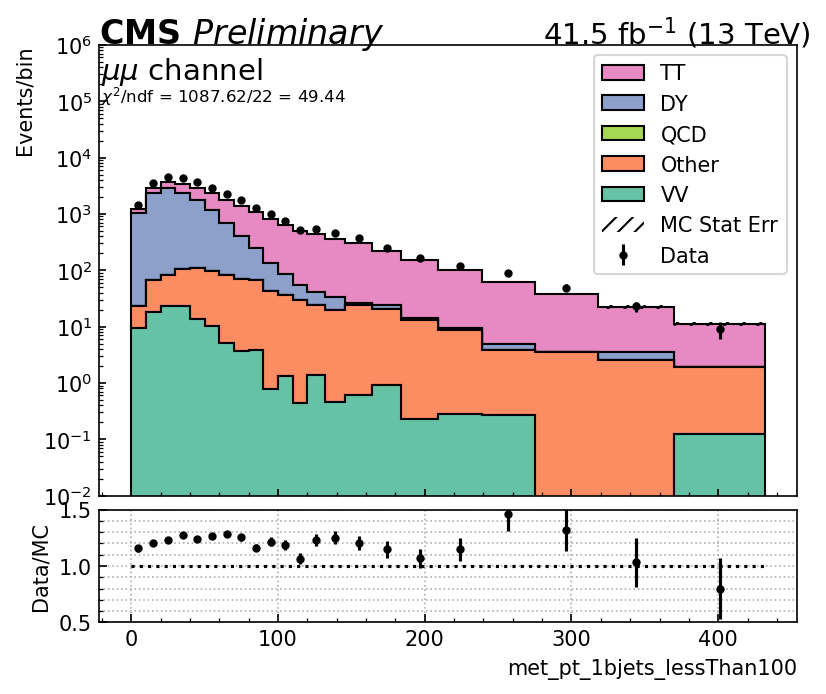 CMS Preliminary 41.5 fb⁻¹ (13 TeV)
μμ channel
χ²/ndf = 1087.62/22 = 49.44
Events/bin
10⁶
10⁵
10⁴
10³
10²
10¹
10⁰
10⁻¹
10⁻²
TT
DY
QCD
Other
VV
MC Stat Err
Data
Data/MC
1.5
1.0
0.5
0 100 200 300 400
met_pt_1bjets_lessThan100